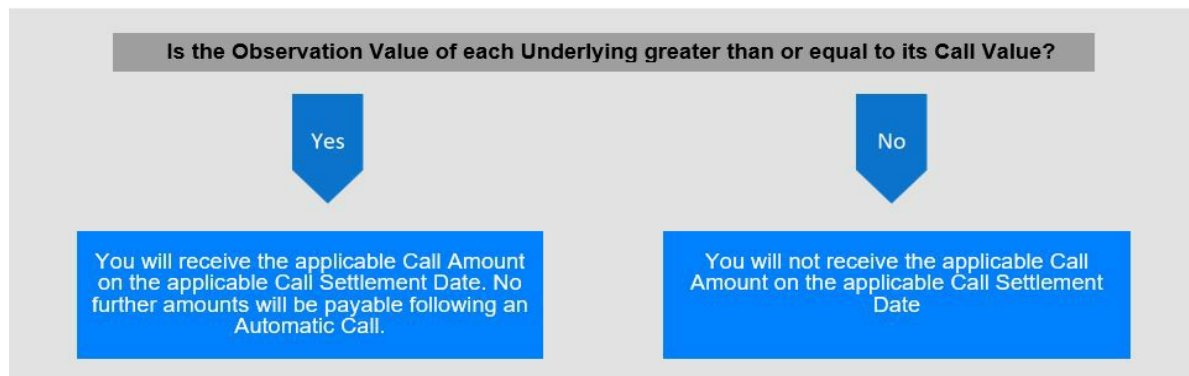 Is the Observation Value of each Underlying greater than or equal to its Call Value?
Yes
No
You will receive the applicable Call Amount
on the applicable Call Settlement Date. No
further amounts will be payable following an
Automatic Call.
You will not receive the applicable Call
Amount on the applicable Call Settlement
Date